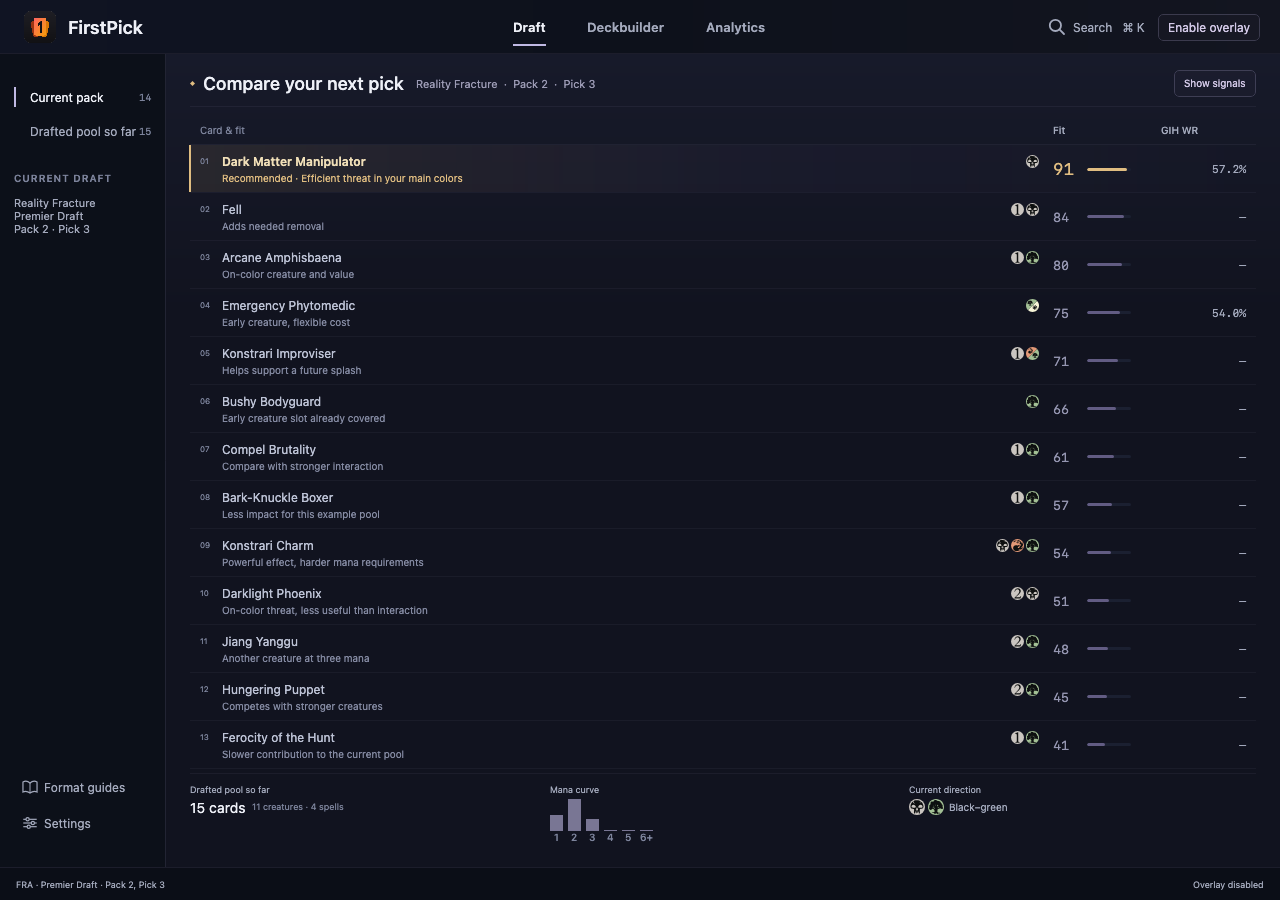 1 FirstPick
Draft Deckbuilder Analytics
Search ⌘ K Enable overlay
Current pack 14
Drafted pool so far 15
CURRENT DRAFT
Reality Fracture
Premier Draft
Pack 2 · Pick 3
Format guides
Settings
Compare your next pick Reality Fracture · Pack 2 · Pick 3
Show signals
Card & fit Fit GIH WR
01 Dark Matter Manipulator 91 57.2%
Recommended · Efficient threat in your main colors
02 Fell 1 84 —
Adds needed removal
03 Arcane Amphisbaena 1 80 —
On-color creature and value
04 Emergency Phytomedic 75 54.0%
Early creature, flexible cost
05 Konstrari Improviser 1 71 —
Helps support a future splash
06 Bushy Bodyguard 66 —
Early creature slot already covered
07 Compel Brutality 1 61 —
Compare with stronger interaction
08 Bark-Knuckle Boxer 1 57 —
Less impact for this example pool
09 Konstrari Charm 54 —
Powerful effect, harder mana requirements
10 Darklight Phoenix 2 51 —
On-color threat, less useful than interaction
11 Jiang Yanggu 2 48 —
Another creature at three mana
12 Hungering Puppet 2 45 —
Competes with stronger creatures
13 Ferocity of the Hunt 1 41 —
Slower contribution to the current pool
Drafted pool so far
15 cards 11 creatures · 4 spells
Mana curve
1 2 3 4 5 6+
Current direction
Black–green
FRA · Premier Draft · Pack 2, Pick 3
Overlay disabled